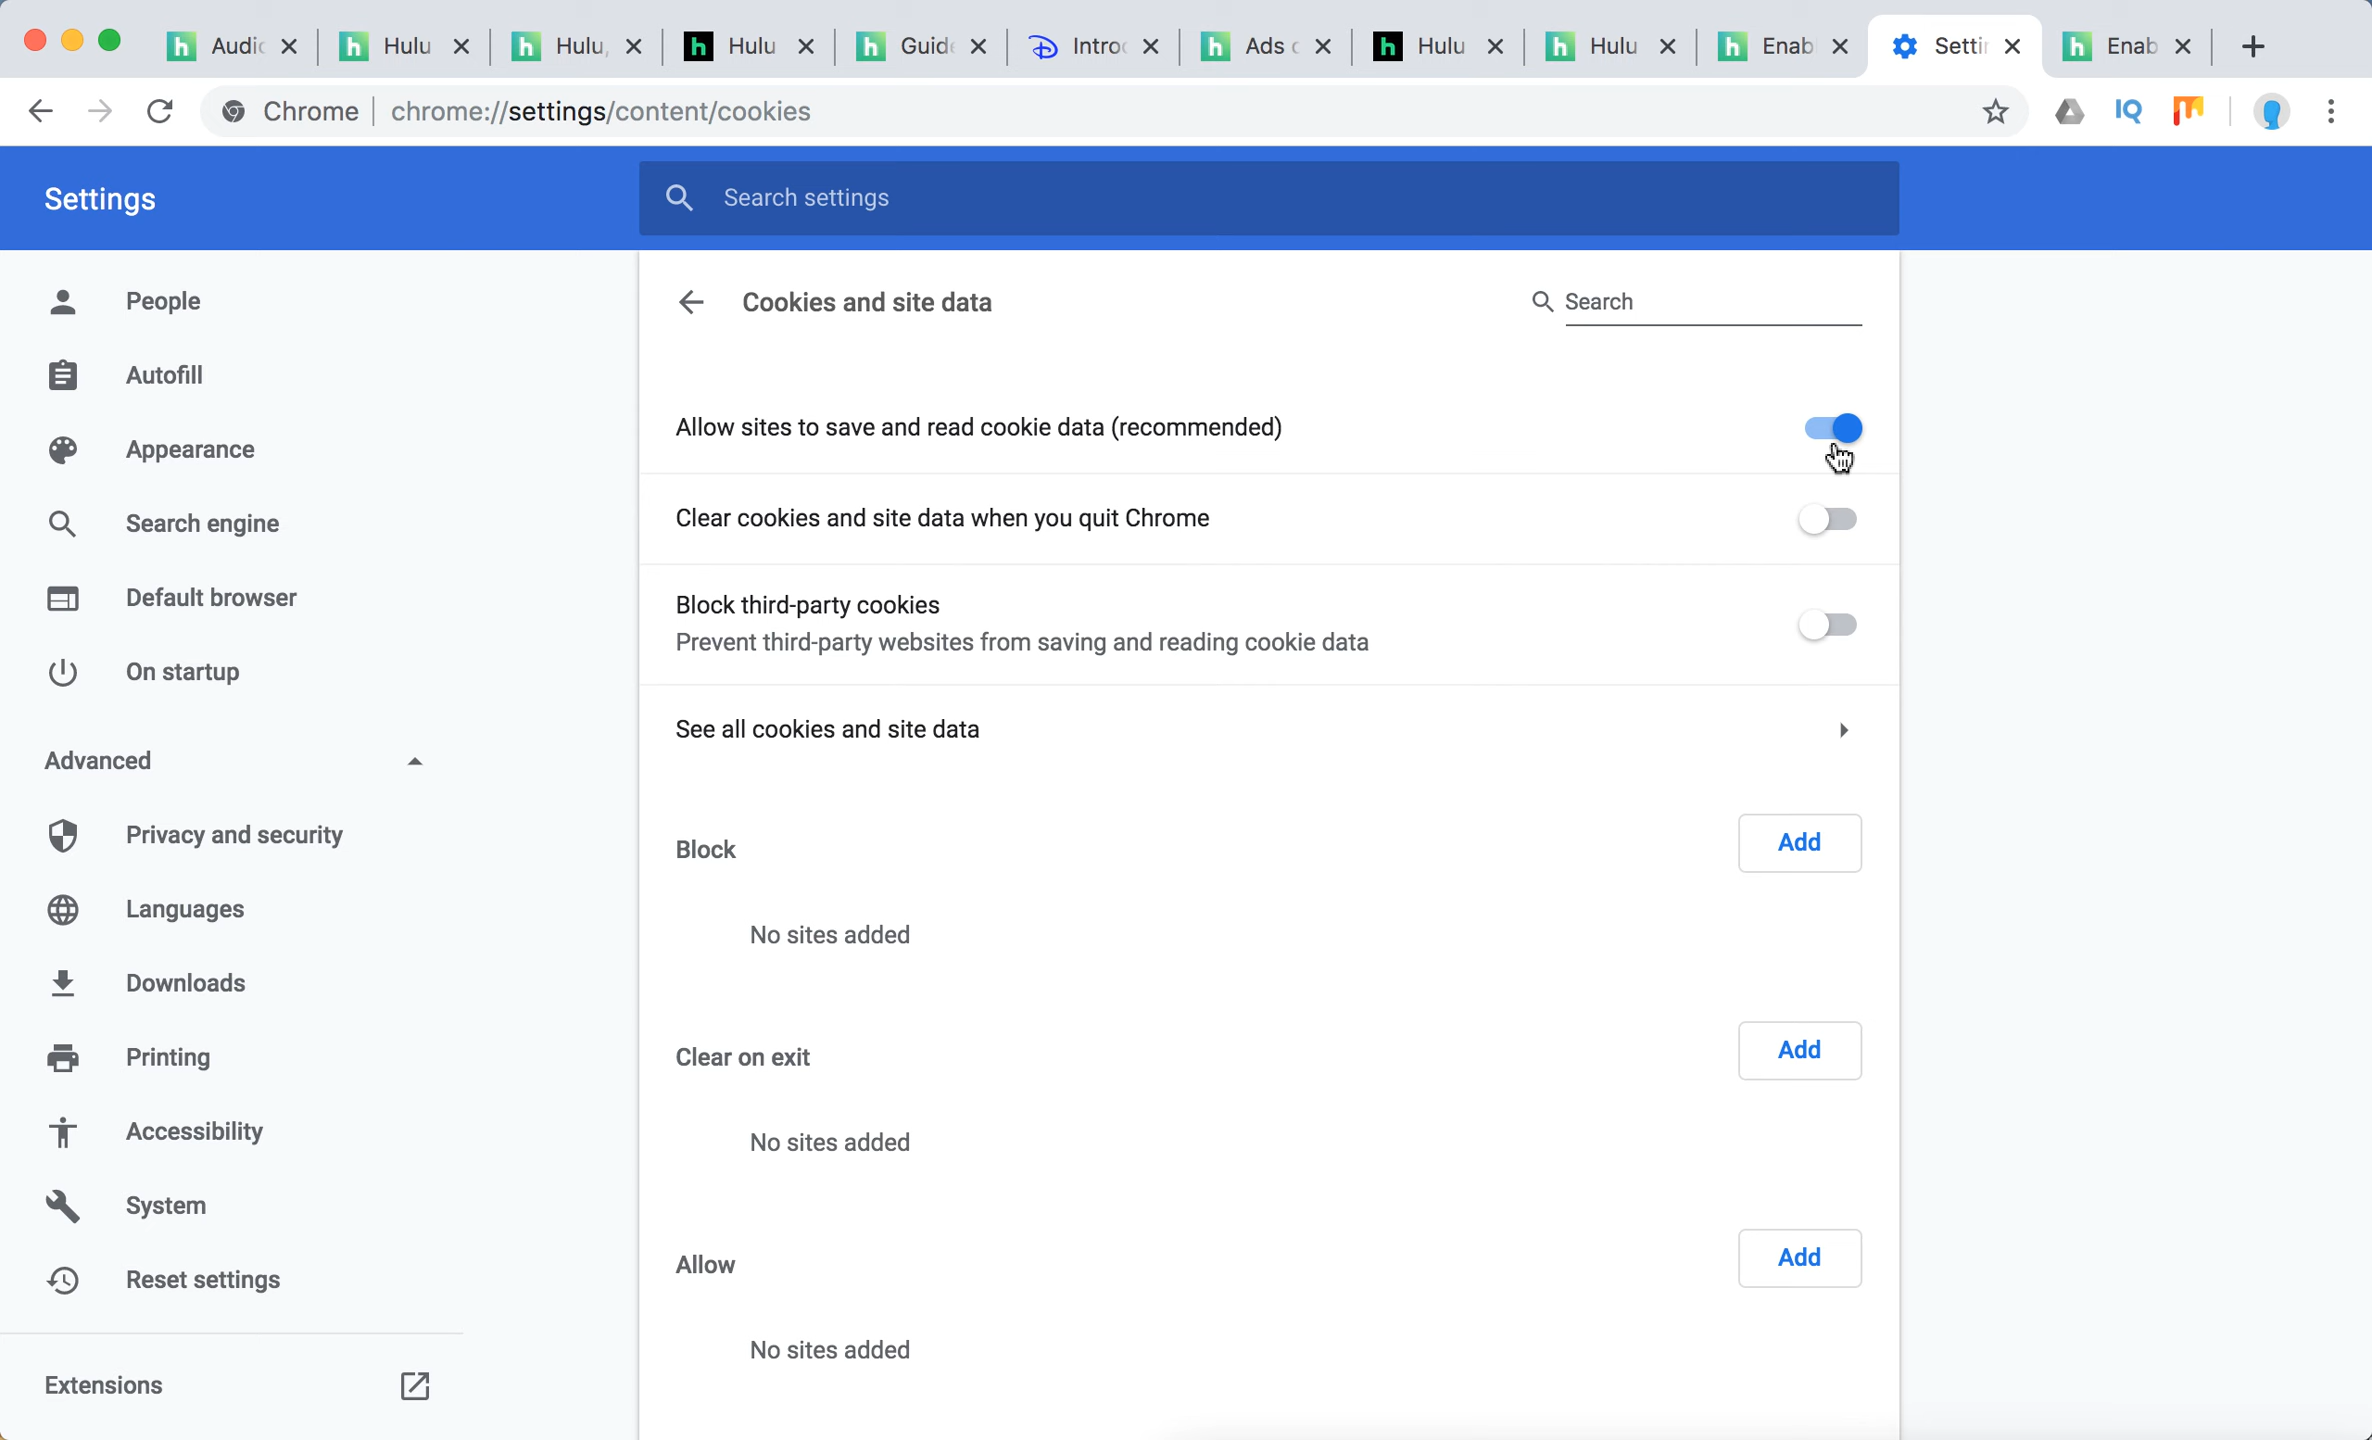 Audi Hulu Hulu, Hulu Guide Intro Ads Hulu Hulu Enab Setti Enab
Chrome chrome://settings/content/cookies IQ
Settings Search settings
People
Autofill
Appearance
Search engine
Default browser
On startup
Advanced
Privacy and security
Languages
Downloads
Printing
Accessibility
System
Reset settings
Extensions
Cookies and site data Search
Allow sites to save and read cookie data (recommended)
Clear cookies and site data when you quit Chrome
Block third-party cookies
Prevent third-party websites from saving and reading cookie data
See all cookies and site data
Block Add
No sites added
Clear on exit Add
No sites added
Allow Add
No sites added